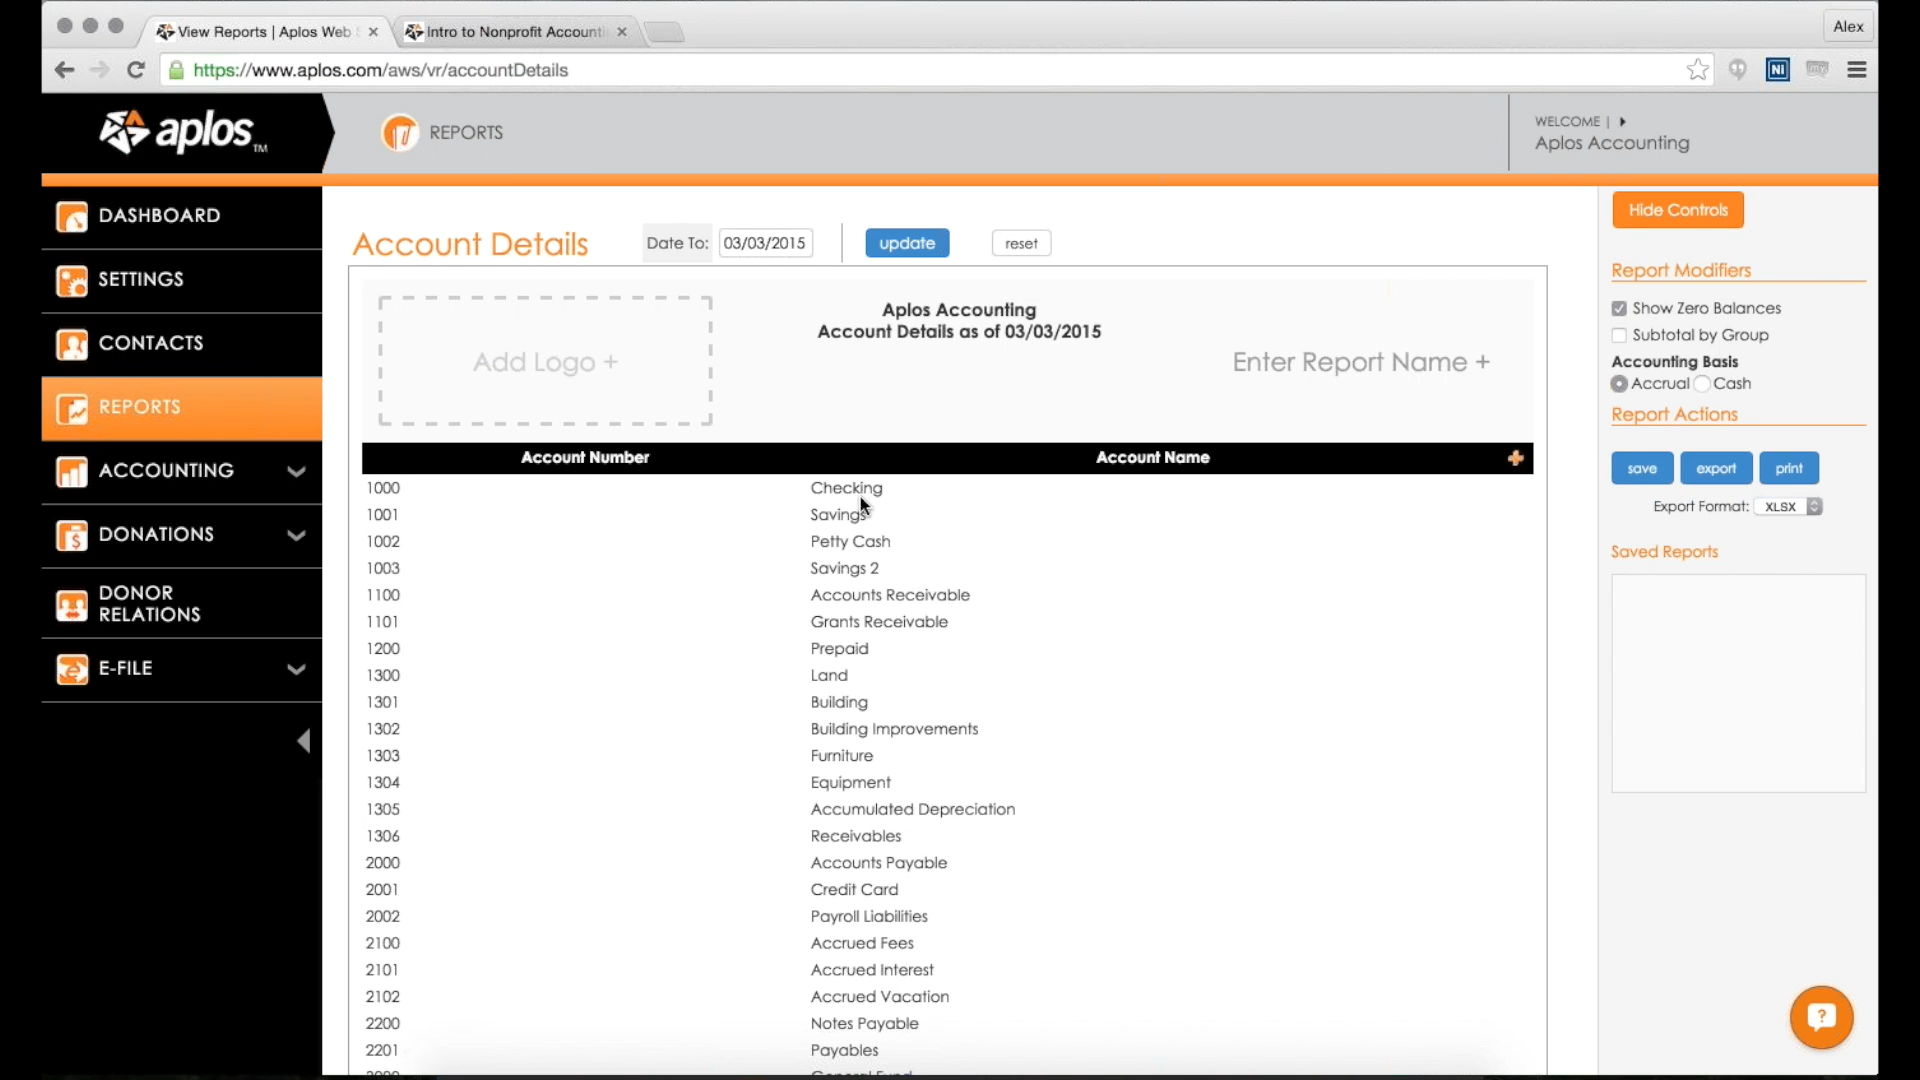 View Reports | Aplos Web S
Intro to Nonprofit Accounti
Alex
https://www.aplos.com/aws/vr/accountDetails
Ni
my
aplos™
REPORTS
WELCOME |
Aplos Accounting
DASHBOARD
SETTINGS
CONTACTS
REPORTS
ACCOUNTING
DONATIONS
DONOR
RELATIONS
E-FILE
Account Details
Date To: 03/03/2015
update
reset
Aplos Accounting
Account Details as of 03/03/2015
Add Logo +
Enter Report Name +
Account Number Account Name
1000 Checking
1001 Savings
1002 Petty Cash
1003 Savings 2
1100 Accounts Receivable
1101 Grants Receivable
1200 Prepaid
1300 Land
1301 Building
1302 Building Improvements
1303 Furniture
1304 Equipment
1305 Accumulated Depreciation
1306 Receivables
2000 Accounts Payable
2001 Credit Card
2002 Payroll Liabilities
2100 Accrued Fees
2101 Accrued Interest
2102 Accrued Vacation
2200 Notes Payable
2201 Payables
General Fund
Hide Controls
Report Modifiers
Show Zero Balances
Subtotal by Group
Accounting Basis
Accrual Cash
Report Actions
save export print
Export Format: XLSX
Saved Reports
?